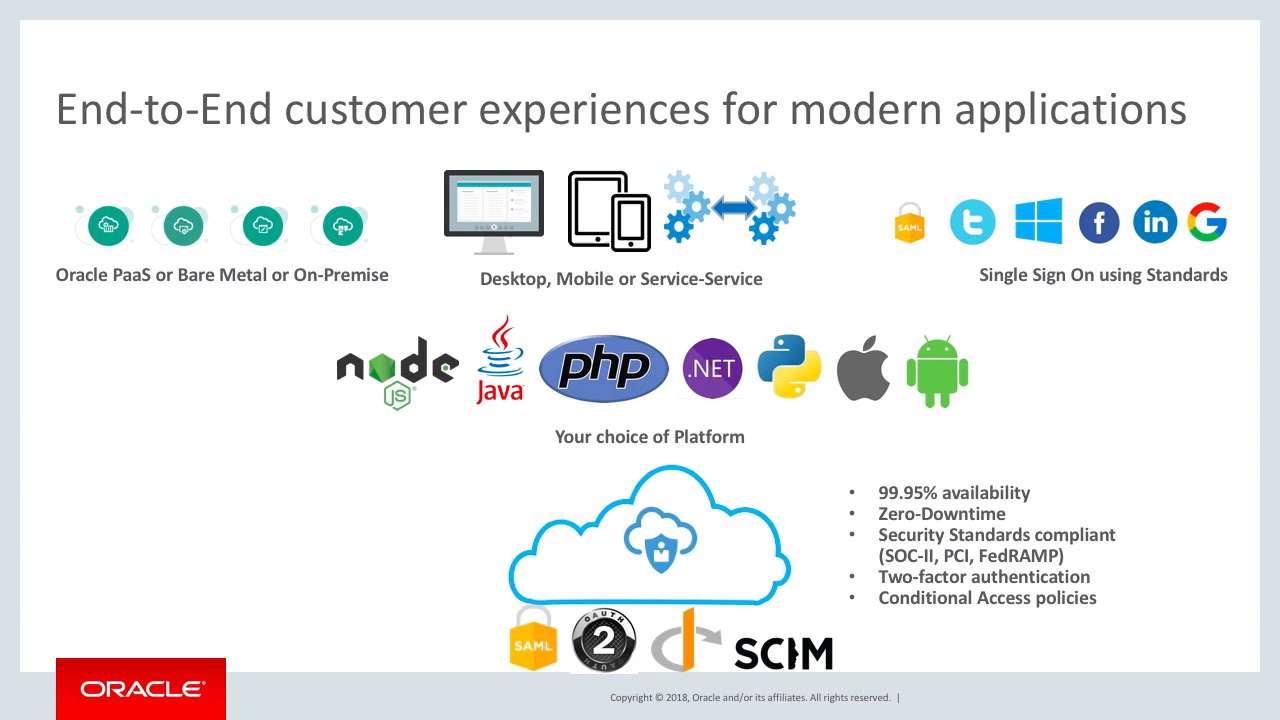 End-to-End customer experiences for modern applications
SAML
Oracle PaaS or Bare Metal or On-Premise
Desktop, Mobile or Service-Service
Single Sign On using Standards
node
JS
Java
php
.NET
Your choice of Platform
• 99.95% availability
• Zero-Downtime
• Security Standards compliant
(SOC-II, PCI, FedRAMP)
• Two-factor authentication
• Conditional Access policies
SAML
OAUTH
2
AUTH
SCIM
ORACLE®
Copyright © 2018, Oracle and/or its affiliates. All rights reserved. |